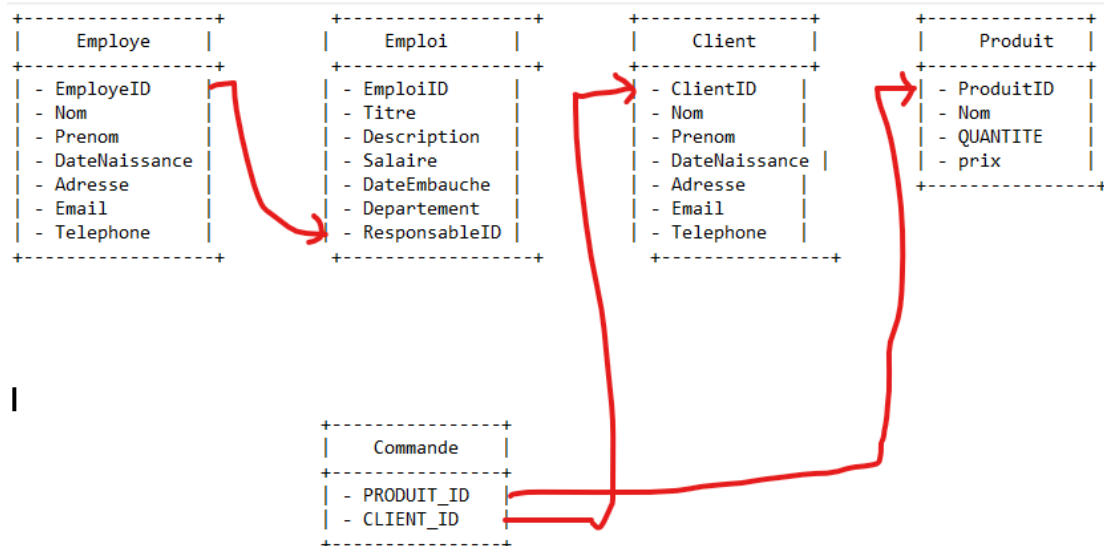 Employe
- EmployeID
- Nom
- Prenom
- DateNaissance
- Adresse
- Email
- Telephone
Emploi
- EmploiID
- Titre
- Description
- Salaire
- DateEmbauche
- Departement
- ResponsableID
Client
- ClientID
- Nom
- Prenom
- DateNaissance
- Adresse
- Email
- Telephone
Produit
- ProduitID
- Nom
- QUANTITE
- prix
Commande
- PRODUIT_ID
- CLIENT_ID